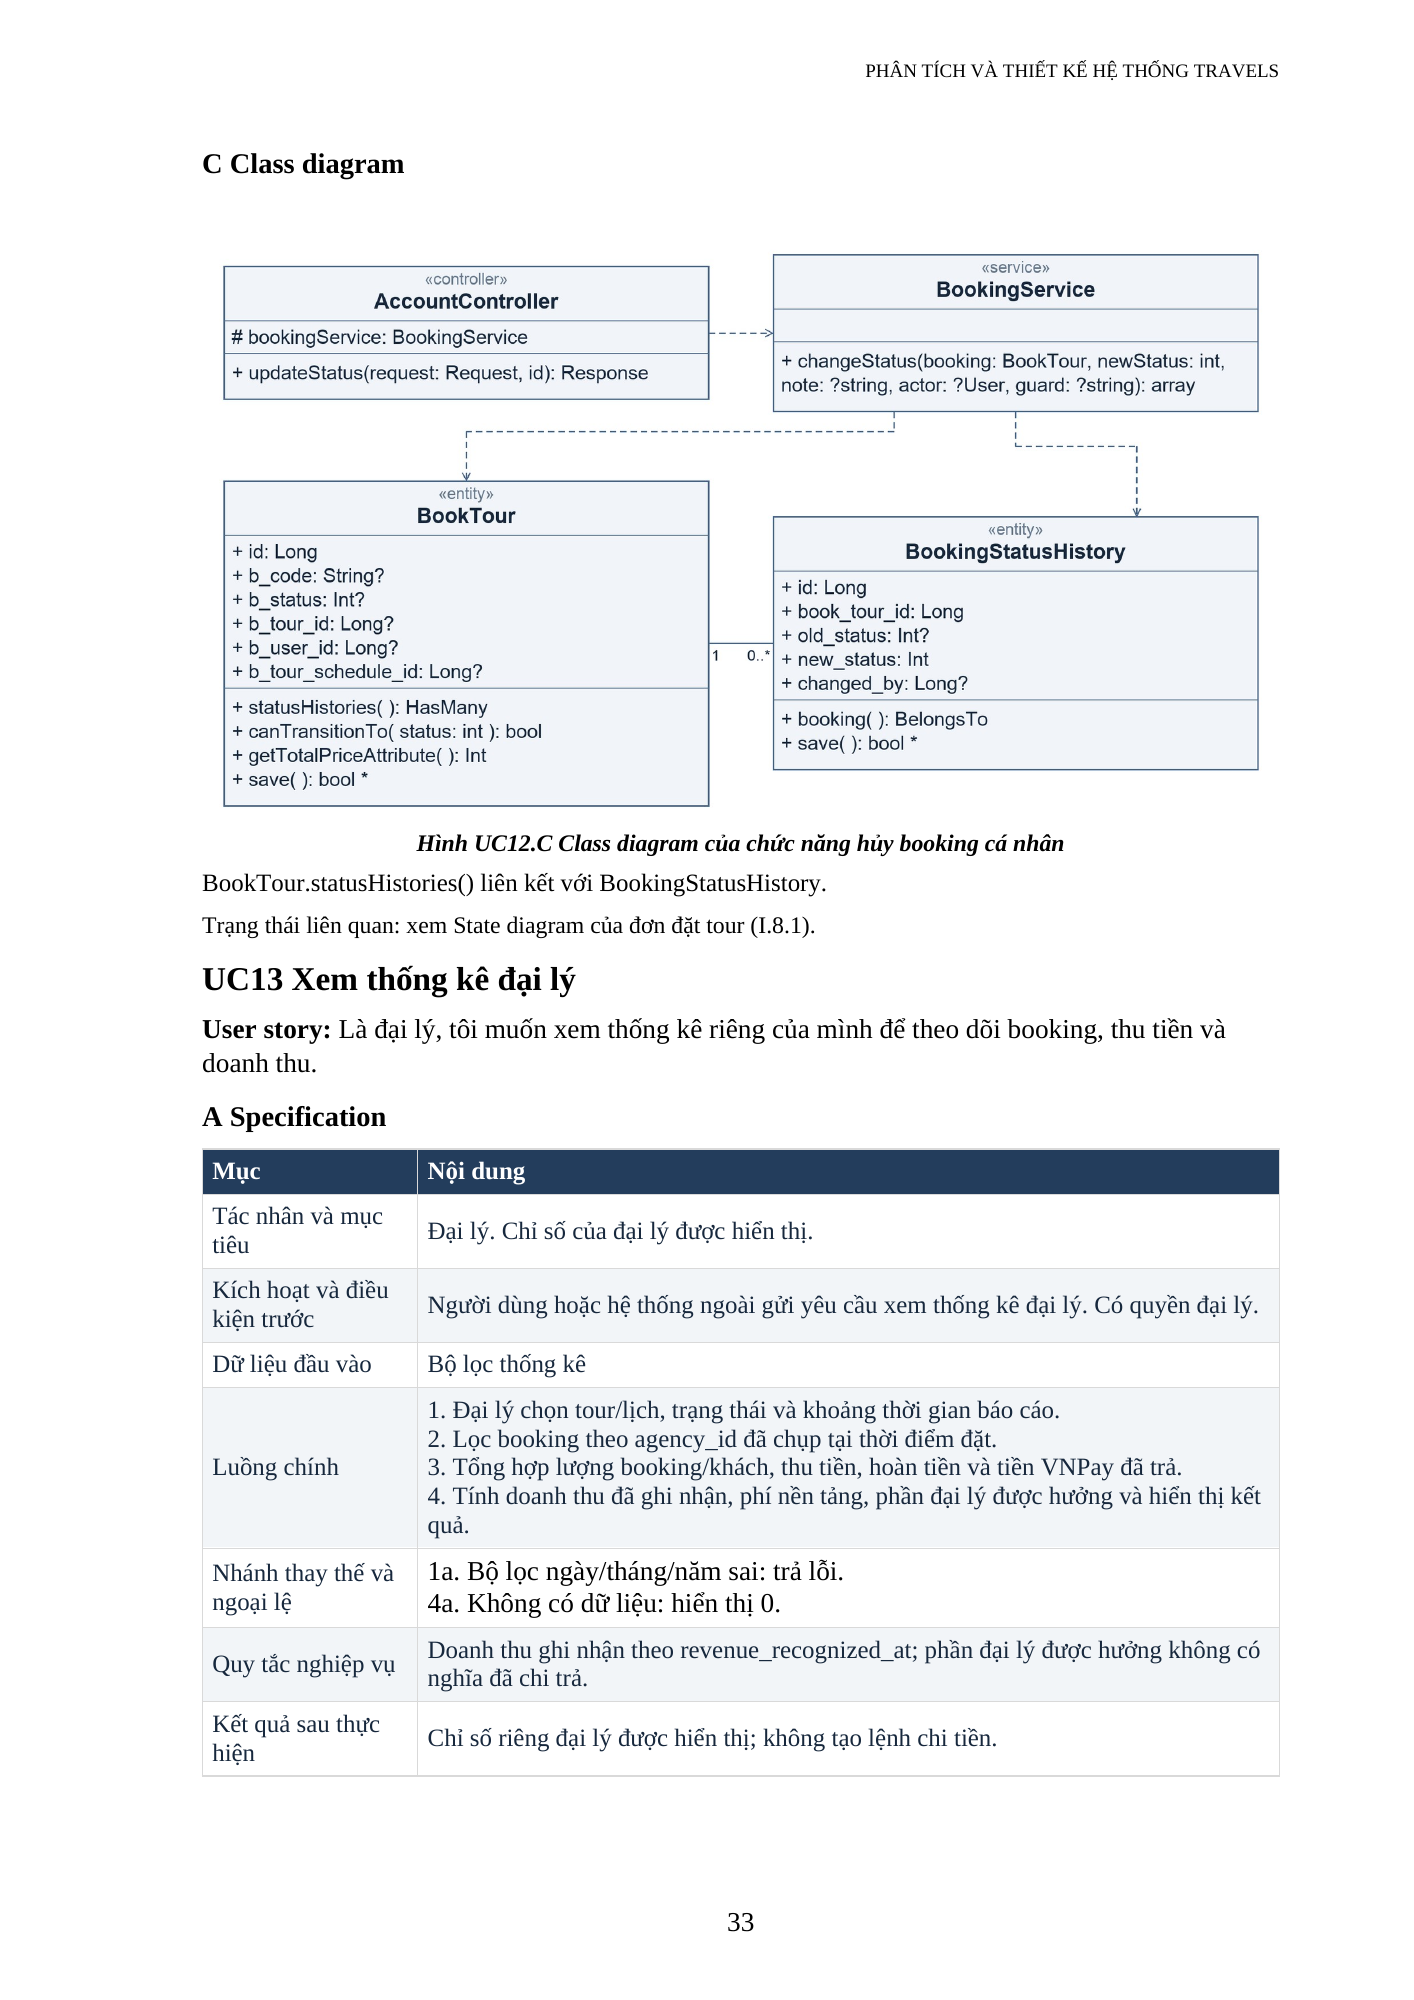 PHÂN TÍCH VÀ THIẾT KẾ HỆ THỐNG TRAVELS
C Class diagram
«controller»
AccountController
# bookingService: BookingService
+ updateStatus(request: Request, id): Response
«service»
BookingService
+ changeStatus(booking: BookTour, newStatus: int,
note: ?string, actor: ?User, guard: ?string): array
«entity»
BookTour
+ id: Long
+ b_code: String?
+ b_status: Int?
+ b_tour_id: Long?
+ b_user_id: Long?
+ b_tour_schedule_id: Long?
+ statusHistories( ): HasMany
+ canTransitionTo( status: int ): bool
+ getTotalPriceAttribute( ): Int
+ save( ): bool *
1 0..*
«entity»
BookingStatusHistory
+ id: Long
+ book_tour_id: Long
+ old_status: Int?
+ new_status: Int
+ changed_by: Long?
+ booking( ): BelongsTo
+ save( ): bool *
Hình UC12.C Class diagram của chức năng hủy booking cá nhân
BookTour.statusHistories() liên kết với BookingStatusHistory.
Trạng thái liên quan: xem State diagram của đơn đặt tour (I.8.1).
UC13 Xem thống kê đại lý
User story: Là đại lý, tôi muốn xem thống kê riêng của mình để theo dõi booking, thu tiền và
doanh thu.
A Specification
Mục
Nội dung
Tác nhân và mục
tiêu
Đại lý. Chỉ số của đại lý được hiển thị.
Kích hoạt và điều
kiện trước
Người dùng hoặc hệ thống ngoài gửi yêu cầu xem thống kê đại lý. Có quyền đại lý.
Dữ liệu đầu vào
Bộ lọc thống kê
Luồng chính
1. Đại lý chọn tour/lịch, trạng thái và khoảng thời gian báo cáo.
2. Lọc booking theo agency_id đã chụp tại thời điểm đặt.
3. Tổng hợp lượng booking/khách, thu tiền, hoàn tiền và tiền VNPay đã trả.
4. Tính doanh thu đã ghi nhận, phí nền tảng, phần đại lý được hưởng và hiển thị kết
quả.
Nhánh thay thế và
ngoại lệ
1a. Bộ lọc ngày/tháng/năm sai: trả lỗi.
4a. Không có dữ liệu: hiển thị 0.
Quy tắc nghiệp vụ
Doanh thu ghi nhận theo revenue_recognized_at; phần đại lý được hưởng không có
nghĩa đã chi trả.
Kết quả sau thực
hiện
Chỉ số riêng đại lý được hiển thị; không tạo lệnh chi tiền.
33